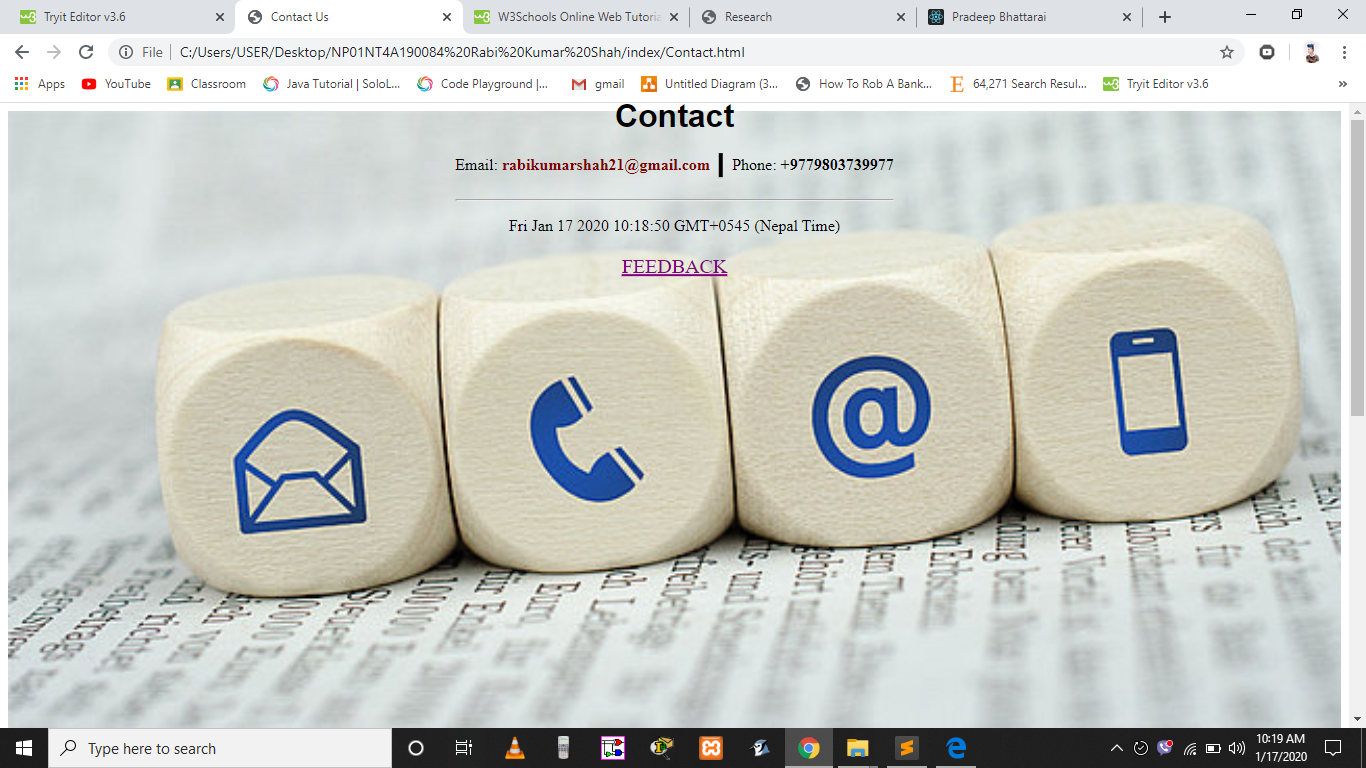 Tryit Editor v3.6
Contact Us
W3Schools Online Web Tutoria
Research
Pradeep Bhattarai
File C:/Users/USER/Desktop/NP01NT4A190084%20Rabi%20Kumar%20Shah/index/Contact.html
Apps YouTube Classroom Java Tutorial | SoloL... Code Playground |... gmail Untitled Diagram (3... How To Rob A Bank... 64,271 Search Resul... Tryit Editor v3.6 »
Contact
Email: rabikumarshah21@gmail.com | Phone: +9779803739977
Fri Jan 17 2020 10:18:50 GMT+0545 (Nepal Time)
FEEDBACK
@
Type here to search
10:19 AM
1/17/2020